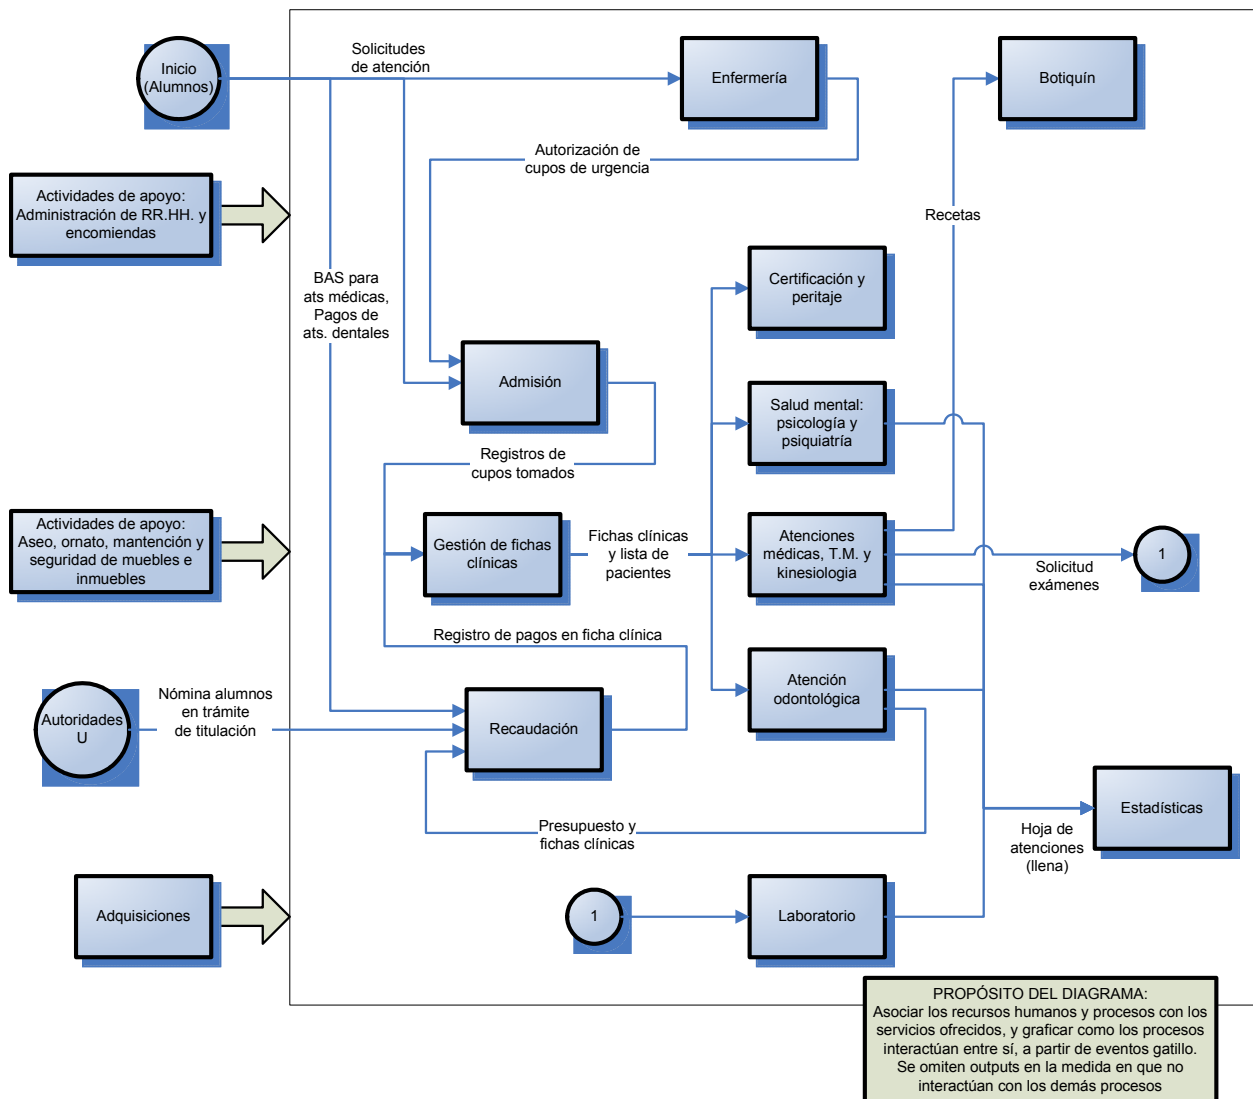 Inicio
(Alumnos)
Solicitudes
de atención
Enfermería
Botiquín
Autorización de
cupos de urgencia
Actividades de apoyo:
Administración de RR.HH. y
encomiendas
Recetas
BAS para
ats médicas,
Pagos de
ats. dentales
Certificación y
peritaje
Admisión
Salud mental:
psicología y
psiquiatría
Registros de
cupos tomados
Actividades de apoyo:
Aseo, ornato, mantención y
seguridad de muebles e
inmuebles
Gestión de fichas
clínicas
Fichas clínicas
y lista de
pacientes
Atenciones
médicas, T.M. y
kinesiologia
Solicitud
exámenes
1
Registro de pagos en ficha clínica
Autoridades
U
Nómina alumnos
en trámite
de titulación
Recaudación
Atención
odontológica
Presupuesto y
fichas clínicas
Estadísticas
Hoja de
atenciones
(llena)
Adquisiciones
1
Laboratorio
PROPÓSITO DEL DIAGRAMA:
Asociar los recursos humanos y procesos con los
servicios ofrecidos, y graficar como los procesos
interactúan entre sí, a partir de eventos gatillo.
Se omiten outputs en la medida en que no
interactúan con los demás procesos